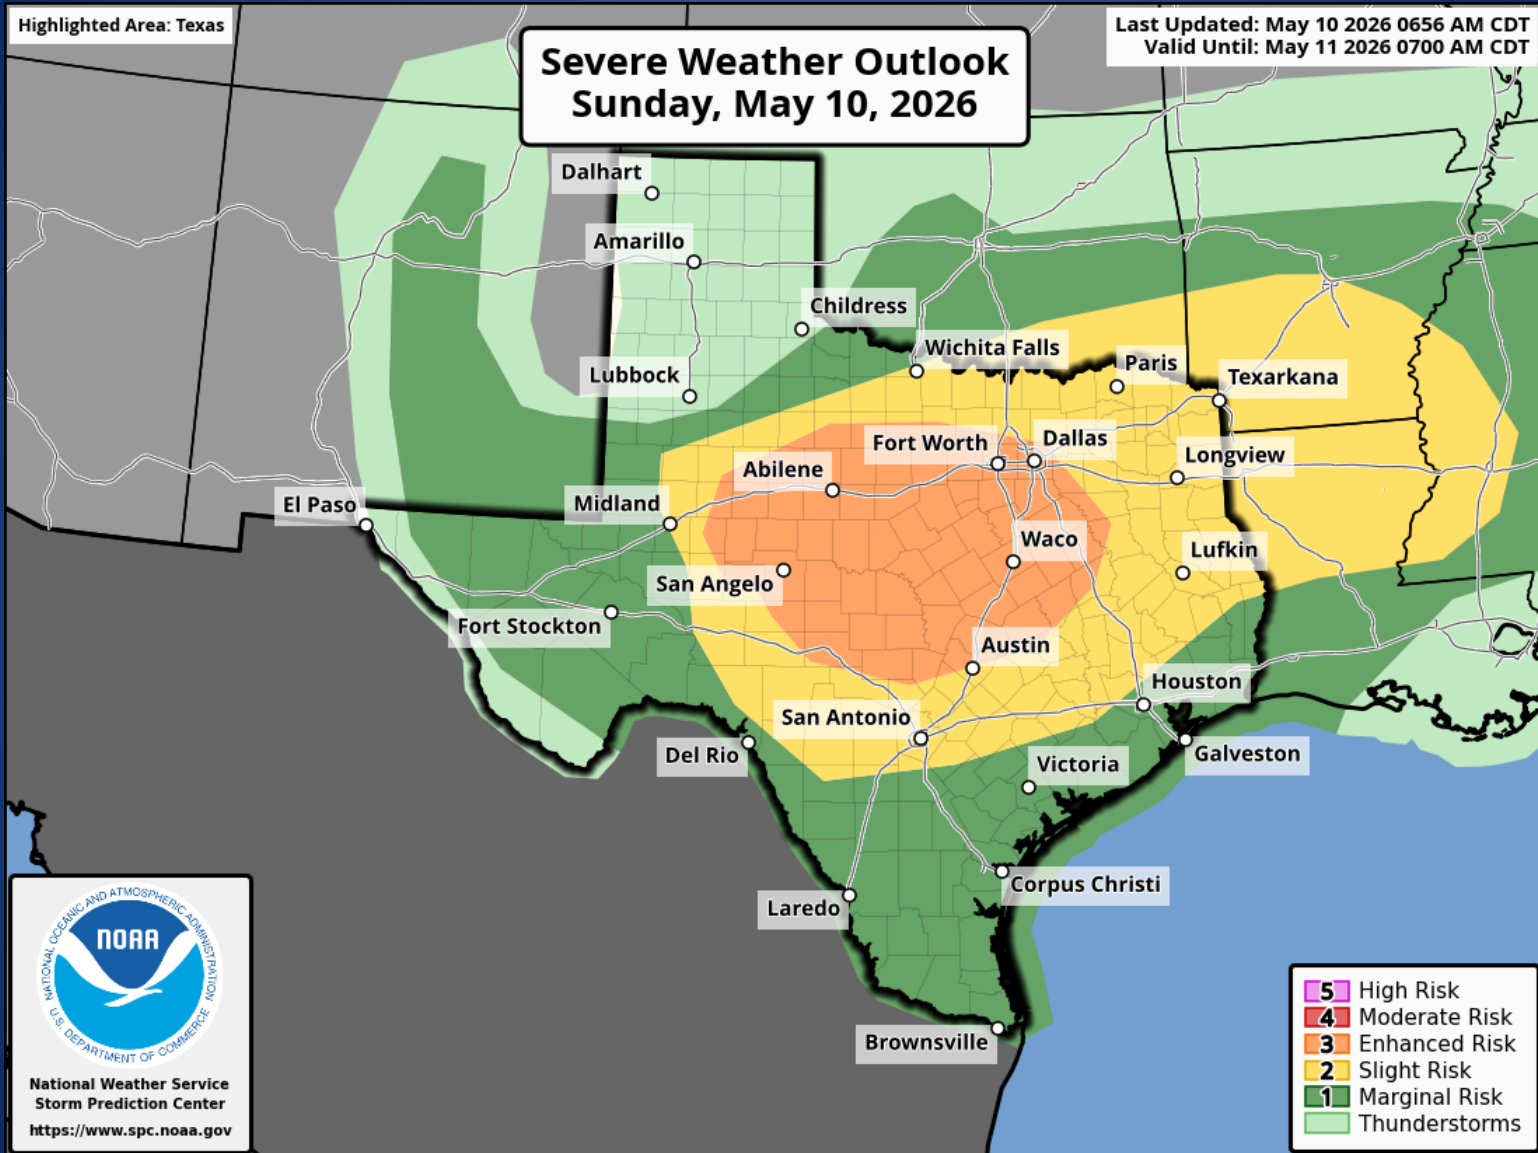 Highlighted Area: Texas
Severe Weather Outlook
Sunday, May 10, 2026
Last Updated: May 10 2026 0656 AM CDT
Valid Until: May 11 2026 0700 AM CDT
Dalhart
Amarillo
Childress
Wichita Falls
Paris
Texarkana
Lubbock
Fort Worth
Dallas
Longview
Abilene
El Paso
Midland
Waco
Lufkin
San Angelo
Fort Stockton
Austin
Houston
San Antonio
Del Rio
Galveston
Victoria
Corpus Christi
Laredo
Brownsville
NATIONAL OCEANIC AND ATMOSPHERIC ADMINISTRATION
NOAA
U.S. DEPARTMENT OF COMMERCE
National Weather Service
Storm Prediction Center
https://www.spc.noaa.gov
5 High Risk
4 Moderate Risk
3 Enhanced Risk
2 Slight Risk
1 Marginal Risk
Thunderstorms